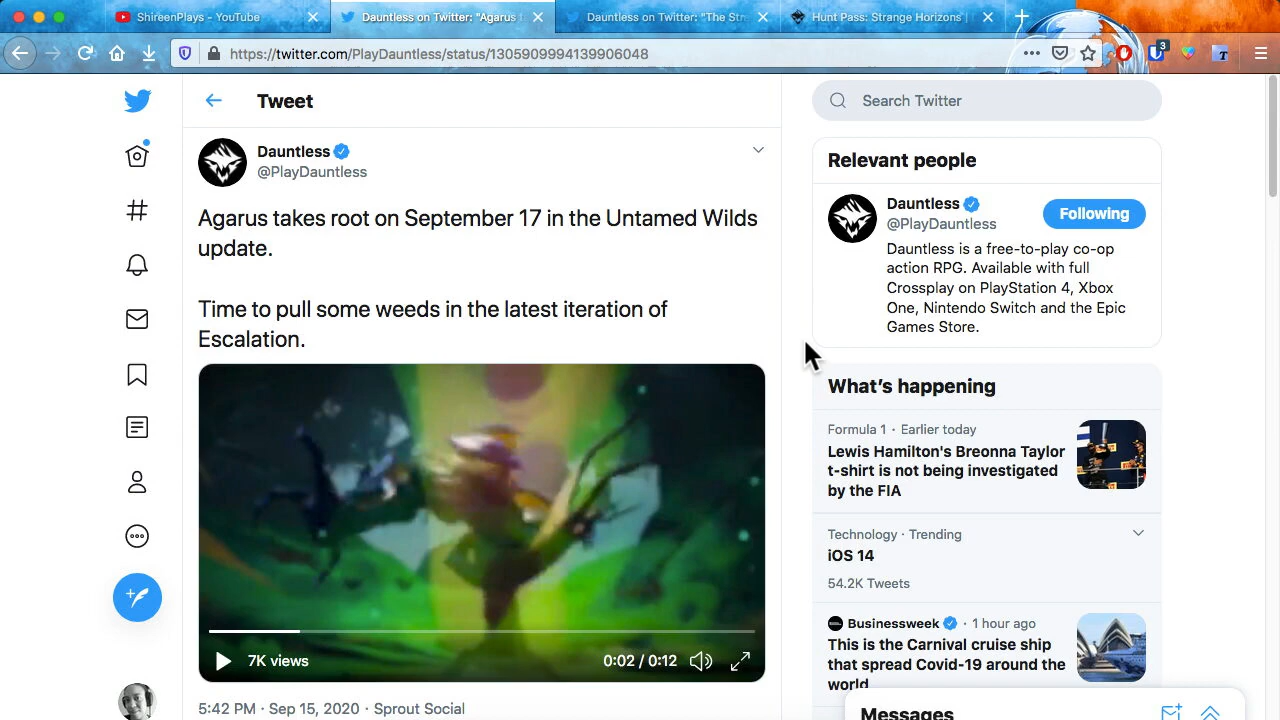 ShireenPlays - YouTube
Dauntless on Twitter: "Agarus t
Dauntless on Twitter: "The Stre
Hunt Pass: Strange Horizons |
https://twitter.com/PlayDauntless/status/1305909994139906048
3
T
Tweet
Search Twitter
Dauntless
@PlayDauntless
Agarus takes root on September 17 in the Untamed Wilds
update.
Time to pull some weeds in the latest iteration of
Escalation.
7K views
0:02 / 0:12
5:42 PM · Sep 15, 2020 · Sprout Social
Relevant people
Dauntless
@PlayDauntless
Following
Dauntless is a free-to-play co-op
action RPG. Available with full
Crossplay on PlayStation 4, Xbox
One, Nintendo Switch and the Epic
Games Store.
What's happening
Formula 1 · Earlier today
Lewis Hamilton's Breonna Taylor
t-shirt is not being investigated
by the FIA
Technology · Trending
iOS 14
54.2K Tweets
Businessweek · 1 hour ago
This is the Carnival cruise ship
that spread Covid-19 around the
world
Messages